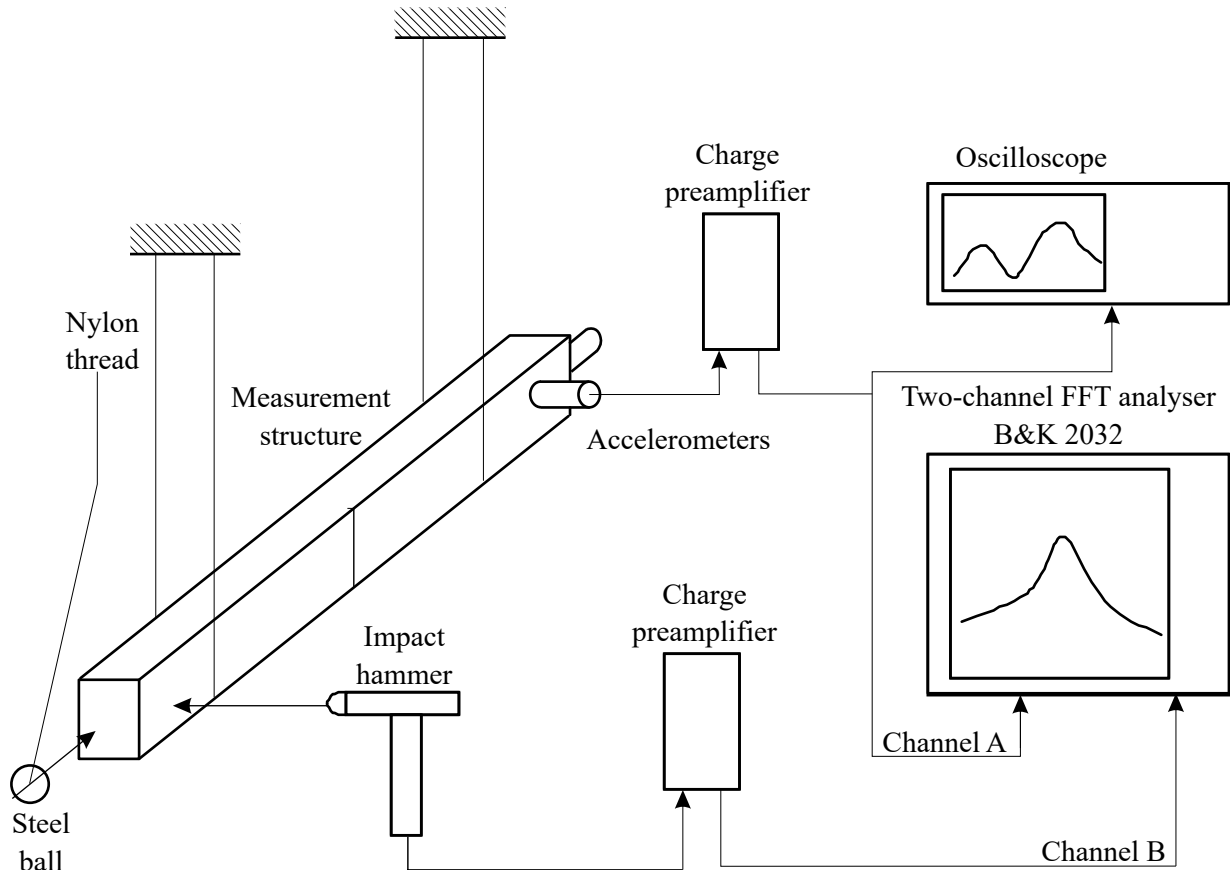 Charge
preamplifier
Oscilloscope
Nylon
thread
Measurement
structure
Accelerometers
Two-channel FFT analyser
B&K 2032
Impact
hammer
Charge
preamplifier
Channel A
Steel
ball
Channel B